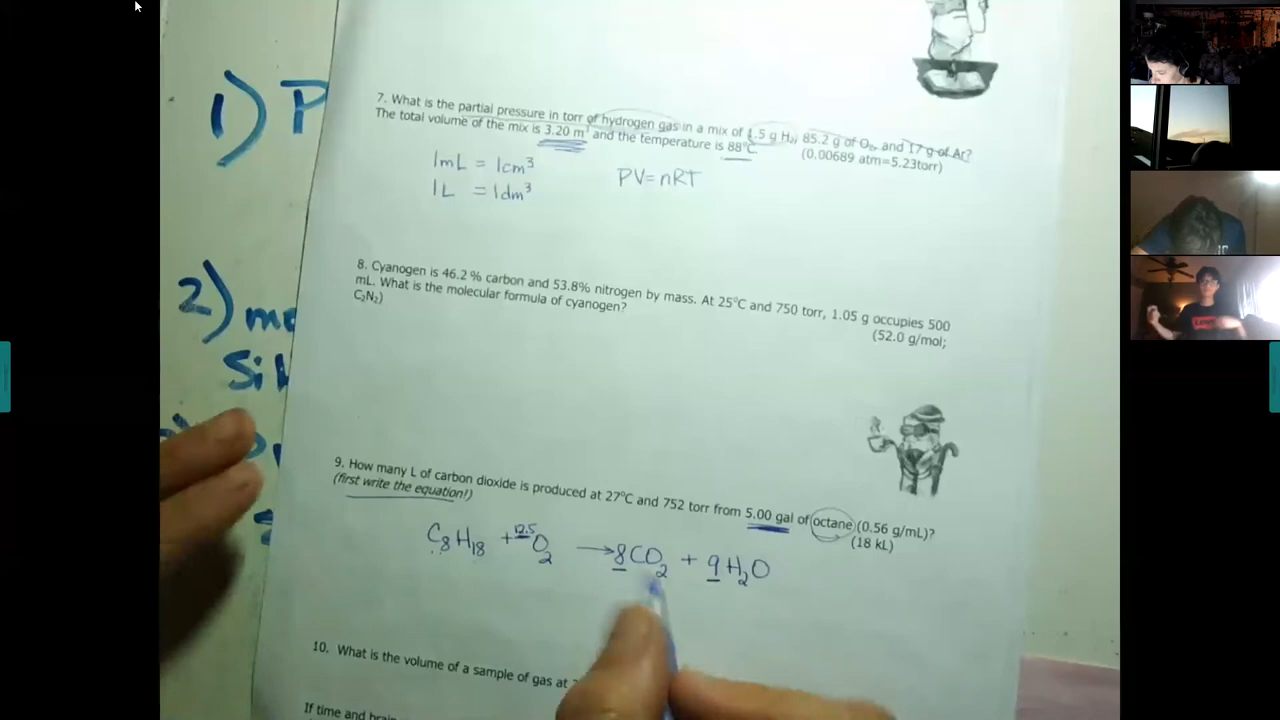 1) P
7. What is the partial pressure in torr of hydrogen gas in a mix of 1.5 g H₂, 85.2 g of O₂, and 17 g of Ar?
The total volume of the mix is 3.20 m³ and the temperature is 88°C.
(0.00689 atm=5.23torr)
1mL = 1cm³
1L = 1dm³
PV=nRT
2)
8. Cyanogen is 46.2 % carbon and 53.8% nitrogen by mass. At 25°C and 750 torr, 1.05 g occupies 500
mL. What is the molecular formula of cyanogen?
(52.0 g/mol;
C₂N₂)
9. How many L of carbon dioxide is produced at 27°C and 752 torr from 5.00 gal of octane (0.56 g/mL)?
(first write the equation!)
(18 kL)
C₈H₁₈ + 12.5 O₂ → 8CO₂ + 9H₂O
10. What is the volume of a sample of gas at
If time and